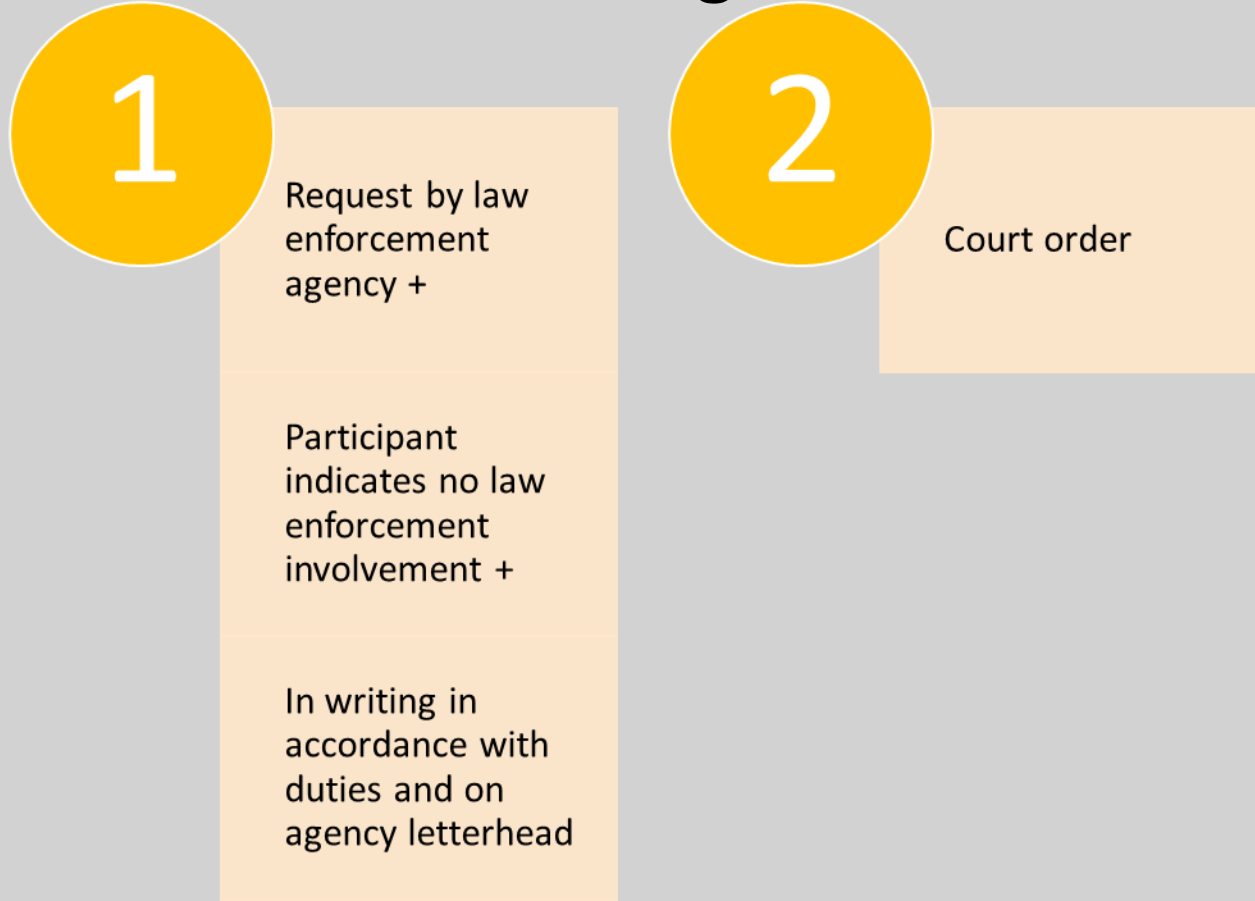 1
Request by law
enforcement
agency +
Participant
indicates no law
enforcement
involvement +
In writing in
accordance with
duties and on
agency letterhead
2
Court order